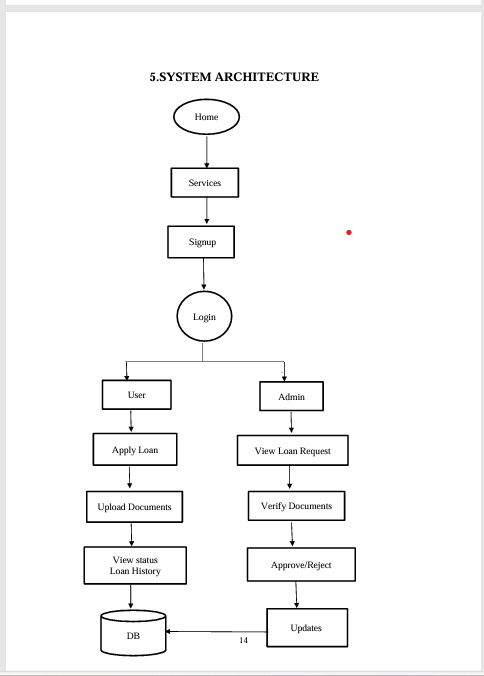 5.SYSTEM ARCHITECTURE
Home
Services
Signup
Login
User
Admin
Apply Loan
View Loan Request
Upload Documents
Verify Documents
View status
Loan History
Approve/Reject
DB
Updates
14